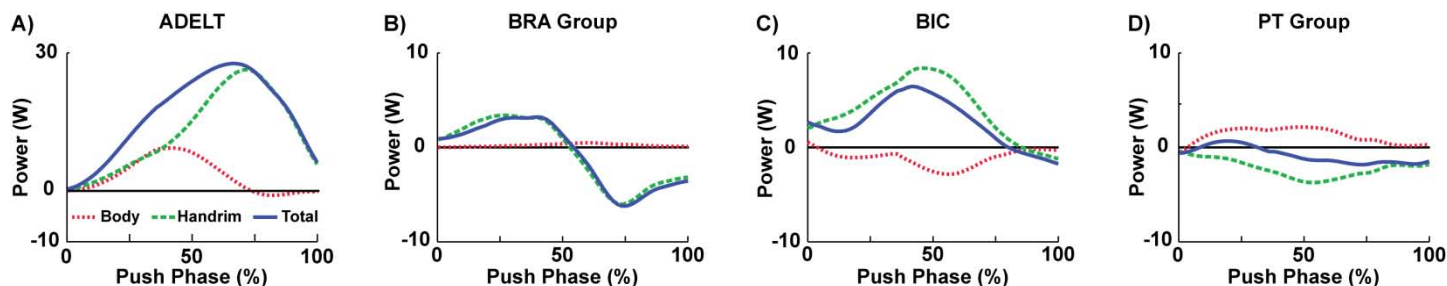 A) ADELT
30
0
-10
Power (W)
Body Handrim Total
0 50 100
Push Phase (%)
B) BRA Group
10
0
-10
Power (W)
0 50 100
Push Phase (%)
C) BIC
10
0
-10
Power (W)
0 50 100
Push Phase (%)
D) PT Group
10
0
-10
Power (W)
0 50 100
Push Phase (%)